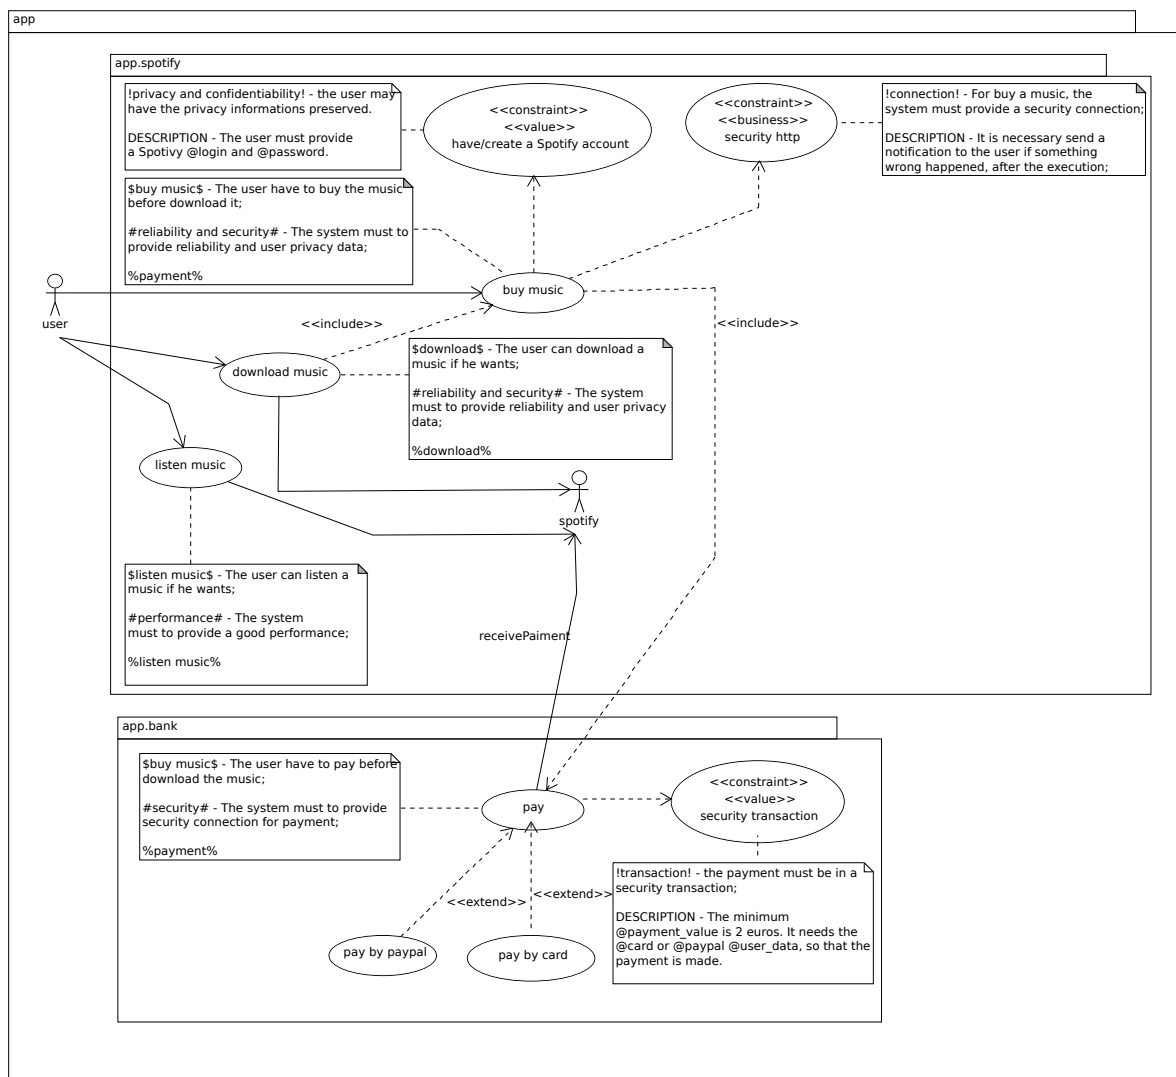 app
app.spotify
!privacy and confidentiability! - the user may
have the privacy informations preserved.
DESCRIPTION - The user must provide
a Spotivy @login and @password.
<<constraint>>
<<value>>
have/create a Spotify account
<<constraint>>
<<business>>
security http
!connection! - For buy a music, the
system must provide a security connection;
DESCRIPTION - It is necessary send a
notification to the user if something
wrong happened, after the execution;
$buy music$ - The user have to buy the music
before download it;
#reliability and security# - The system must to
provide reliability and user privacy data;
%payment%
buy music
user
<<include>>
<<include>>
download music
$download$ - The user can download a
music if he wants;
#reliability and security# - The system
must to provide reliability and user privacy
data;
%download%
listen music
spotify
$listen music$ - The user can listen a
music if he wants;
#performance# - The system
must to provide a good performance;
%listen music%
receivePaiment
app.bank
$buy music$ - The user have to pay before
download the music;
#security# - The system must to provide
security connection for payment;
%payment%
pay
<<constraint>>
<<value>>
security transaction
!transaction! - the payment must be in a
security transaction;
DESCRIPTION - The minimum
@payment_value is 2 euros. It needs the
@card or @paypal @user_data, so that the
payment is made.
<<extend>>
<<extend>>
pay by paypal
pay by card